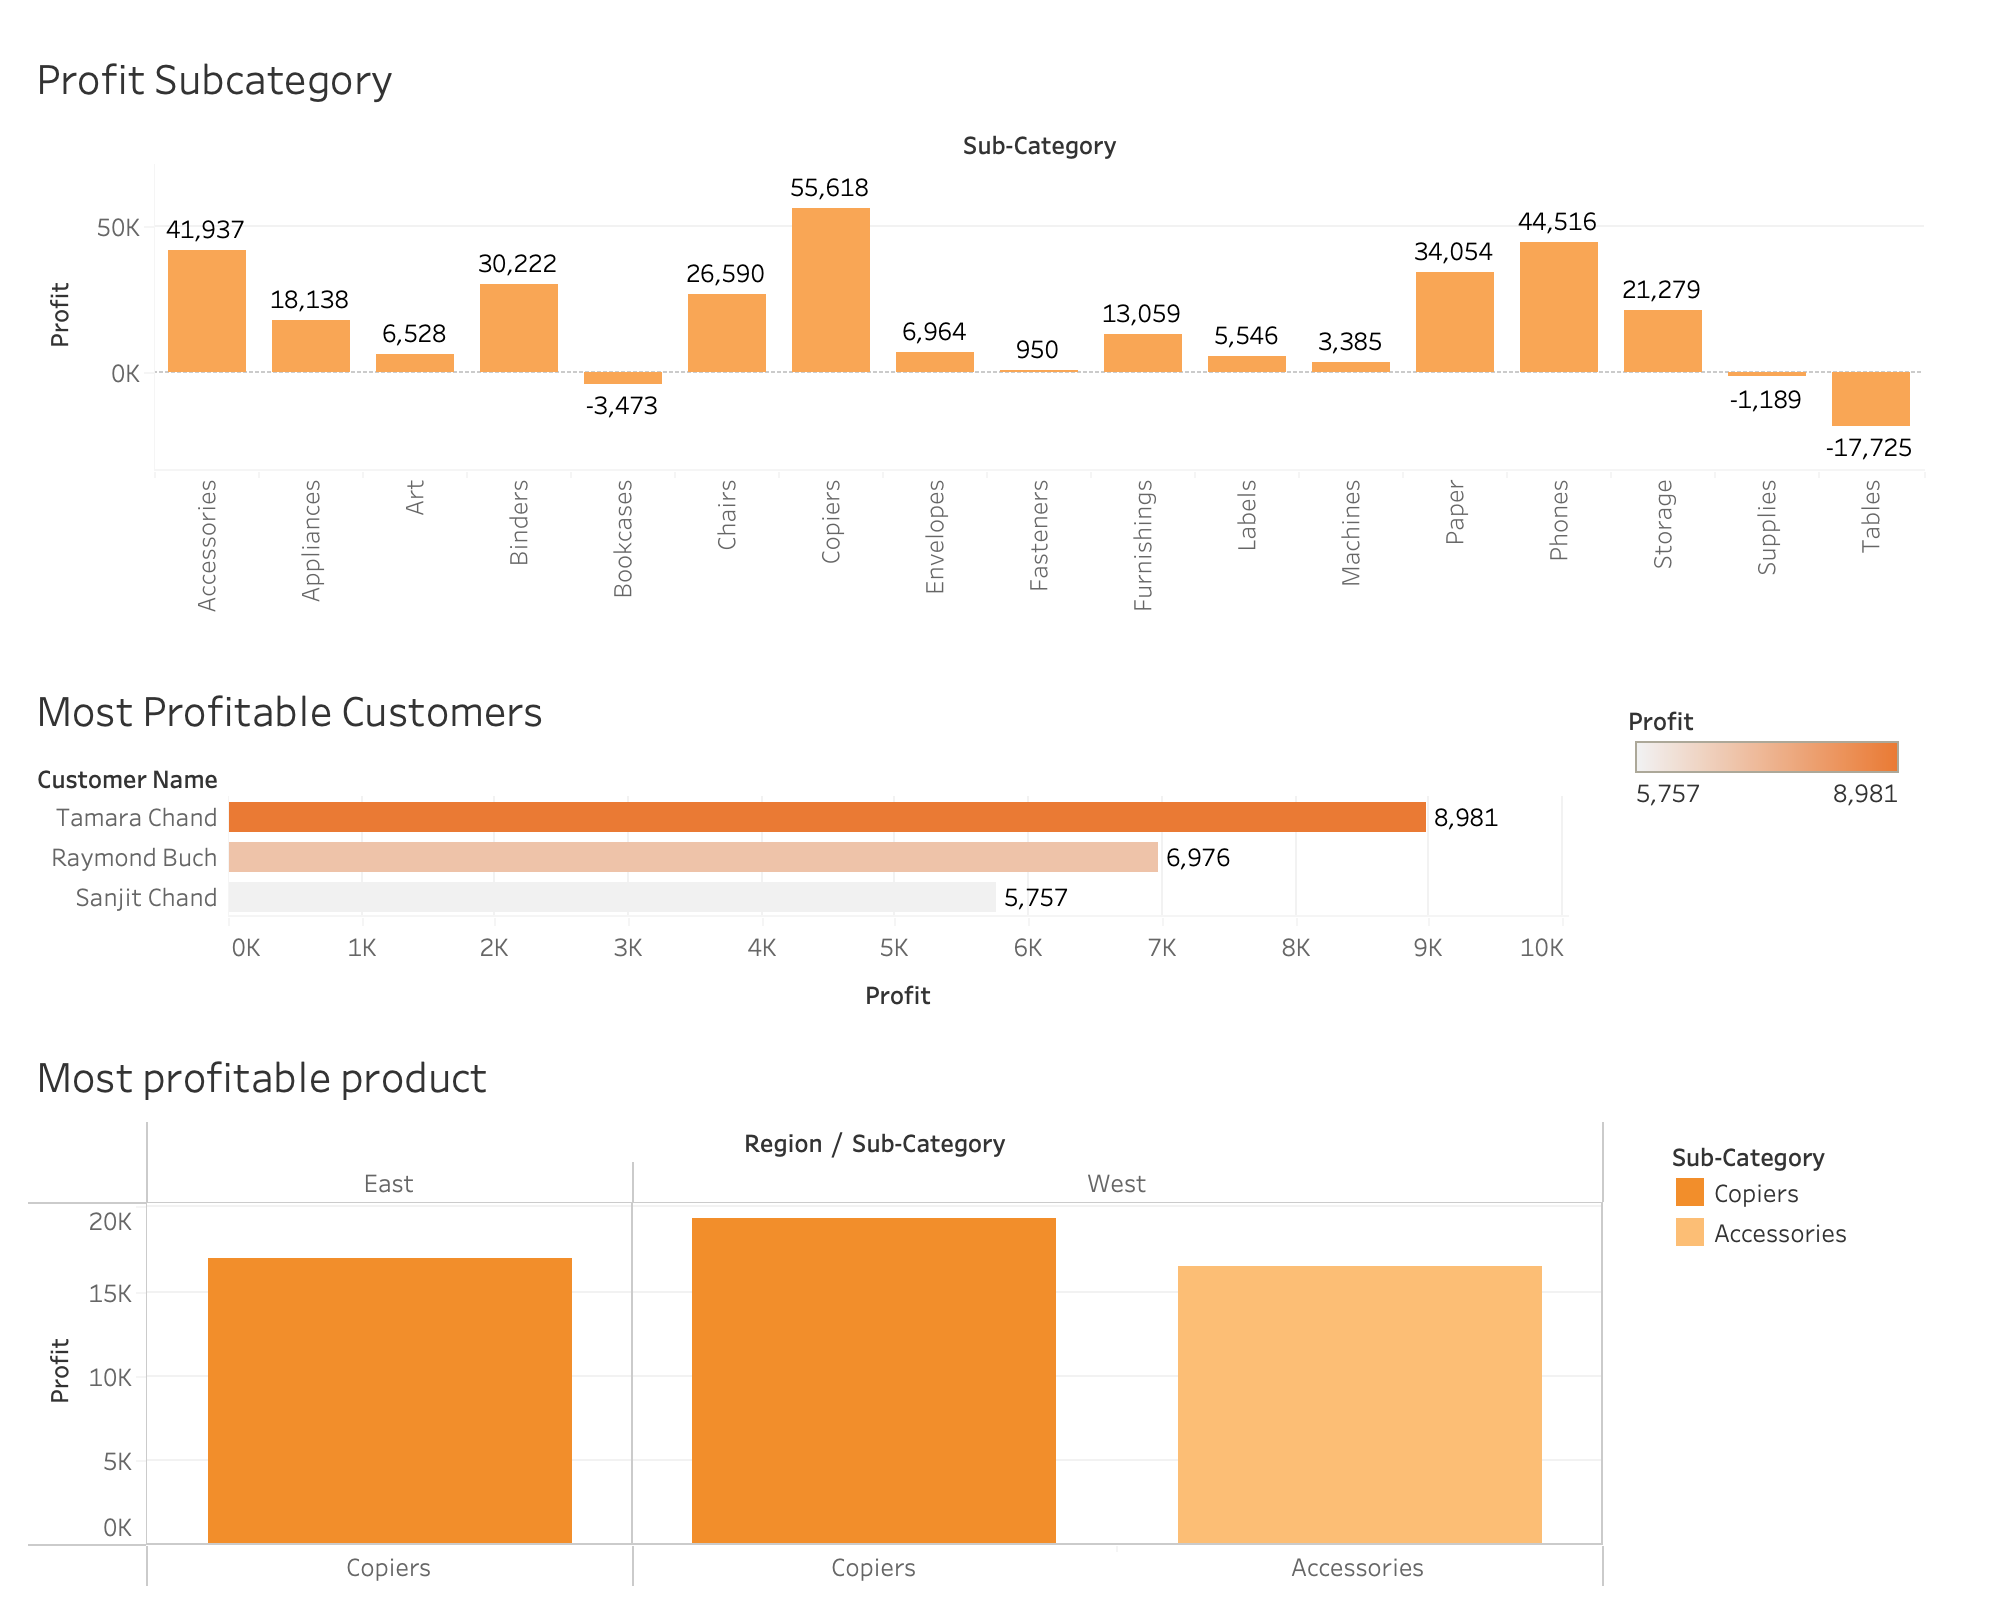 Profit Subcategory
Sub-Category
50K
0K
Profit
41,937
18,138
6,528
30,222
-3,473
26,590
55,618
6,964
950
13,059
5,546
3,385
34,054
44,516
21,279
-1,189
-17,725
Accessories
Appliances
Art
Binders
Bookcases
Chairs
Copiers
Envelopes
Fasteners
Furnishings
Labels
Machines
Paper
Phones
Storage
Supplies
Tables
Most Profitable Customers
Customer Name
Tamara Chand 8,981
Raymond Buch 6,976
Sanjit Chand 5,757
0K 1K 2K 3K 4K 5K 6K 7K 8K 9K 10K
Profit
Profit
5,757 8,981
Most profitable product
Region / Sub-Category
East West
20K
15K
10K
5K
0K
Profit
Copiers Copiers Accessories
Sub-Category
Copiers
Accessories